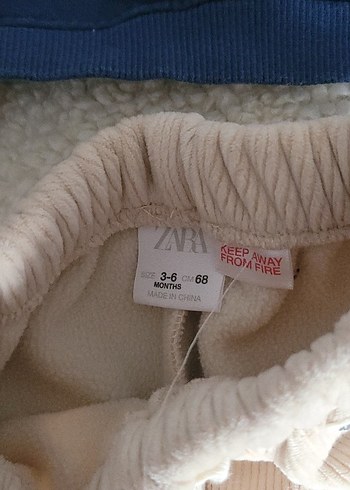 ZARA
SIZE 3-6 CM 68
MONTHS
MADE IN CHINA
KEEP AWAY
FROM FIRE